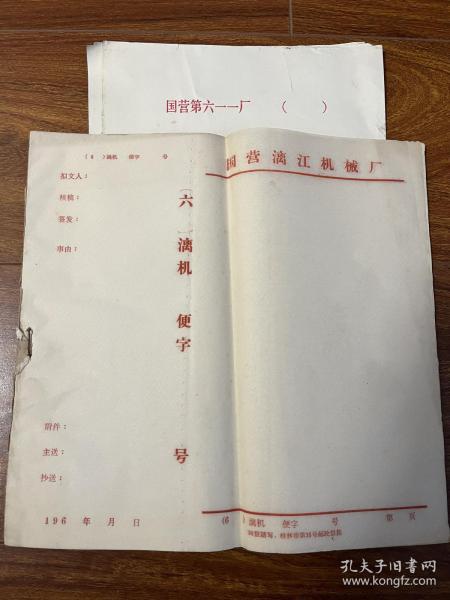 国营第六一一厂 （ ）
（6 ）漓机 便字 号
拟文人：
核稿：
签发：
事由：
附件：
主送：
抄送：
196 年 月 日
（六 ）漓机 便字 号
国营漓江机械厂
（6 ）漓机 便字 号 第 页
孔夫子旧书网
www.kongfz.com